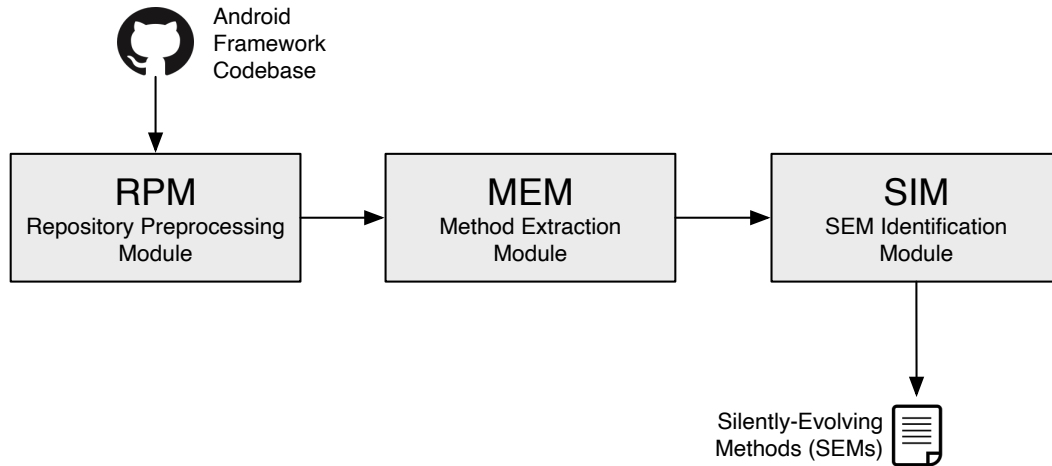 Android
Framework
Codebase
RPM
Repository Preprocessing
Module
MEM
Method Extraction
Module
SIM
SEM Identification
Module
Silently-Evolving
Methods (SEMs)